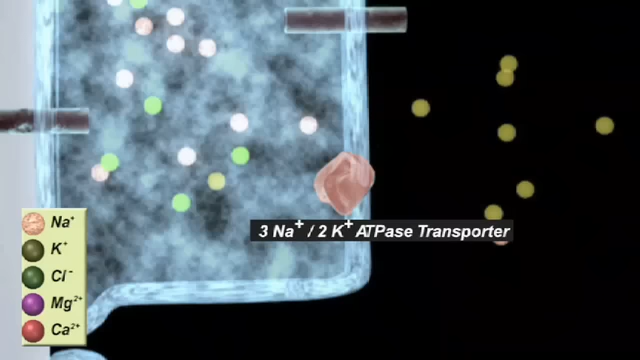 3 Na⁺ / 2 K⁺ ATPase Transporter
Na⁺
K⁺
Cl⁻
Mg²⁺
Ca²⁺